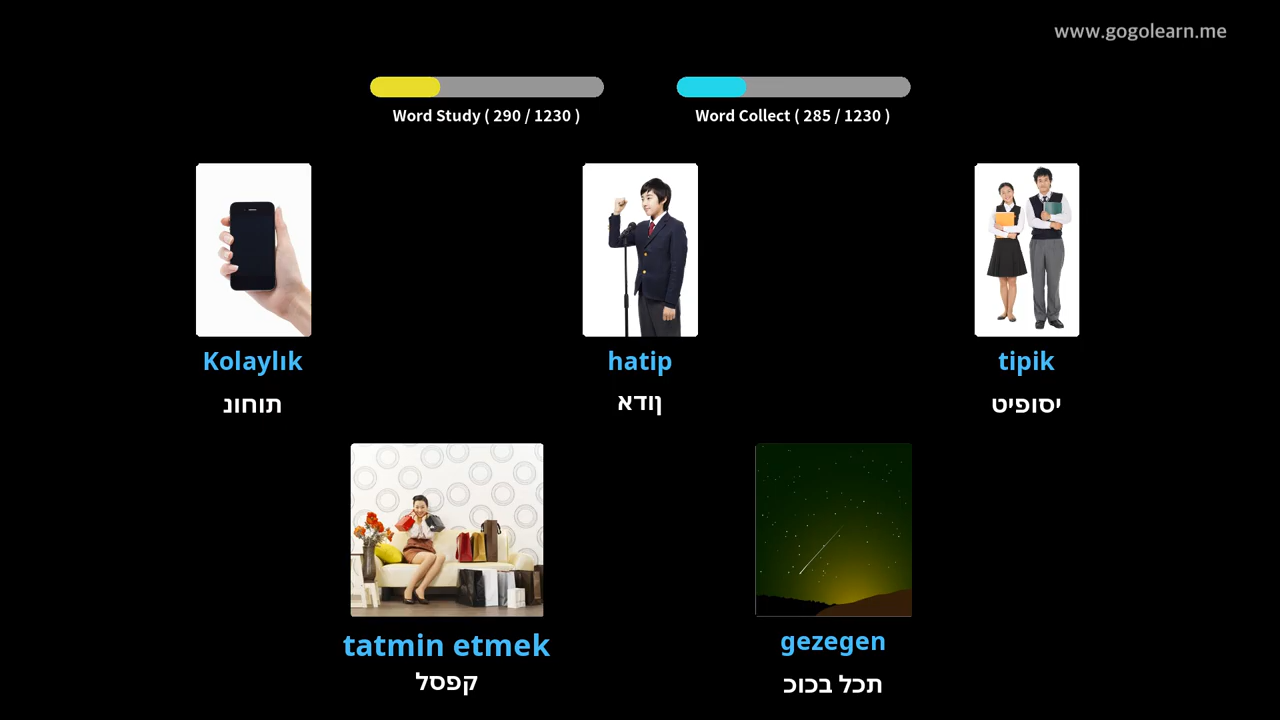 www.gogolearn.me
Word Study ( 290 / 1230 )
Word Collect ( 285 / 1230 )
Kolaylık
תוחונ
hatip
ןודא
tipik
יסופיט
tatmin etmek
קפסל
gezegen
תכל בכוכ